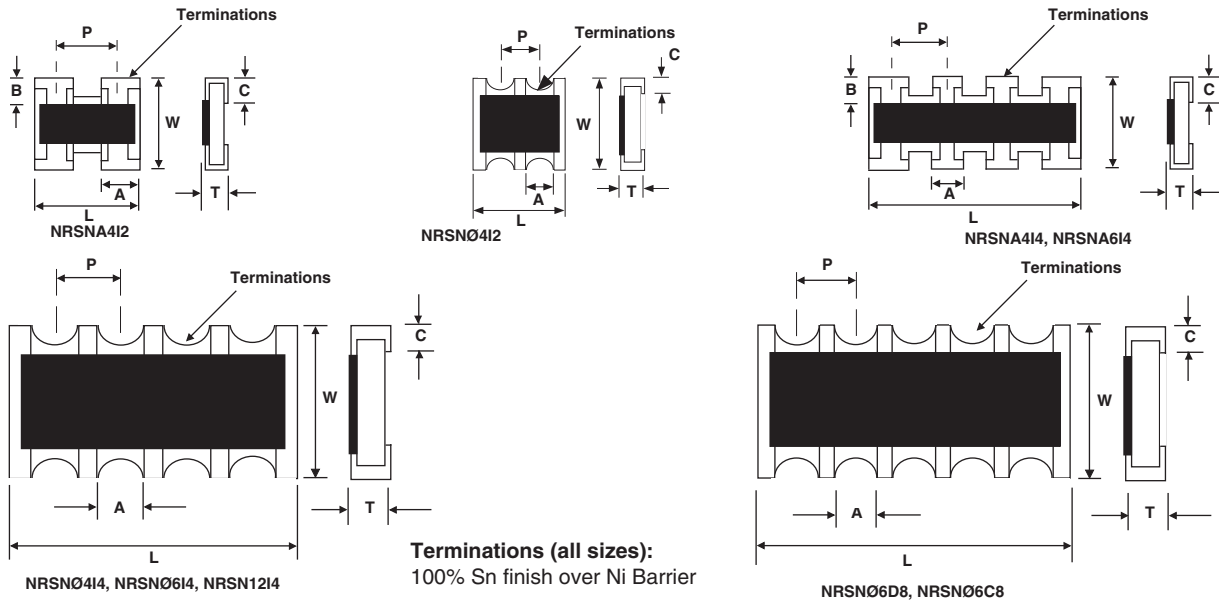 Terminations
P
B
C
W
A
T
L
NRSNA4I2
Terminations
P
C
W
A
T
L
NRSNØ4I2
Terminations
P
B
C
W
A
T
L
NRSNA4I4, NRSNA6I4
P
Terminations
C
W
A
T
L
NRSNØ4I4, NRSNØ6I4, NRSN12I4
Terminations (all sizes):
100% Sn finish over Ni Barrier
P
Terminations
C
W
A
T
L
NRSNØ6D8, NRSNØ6C8